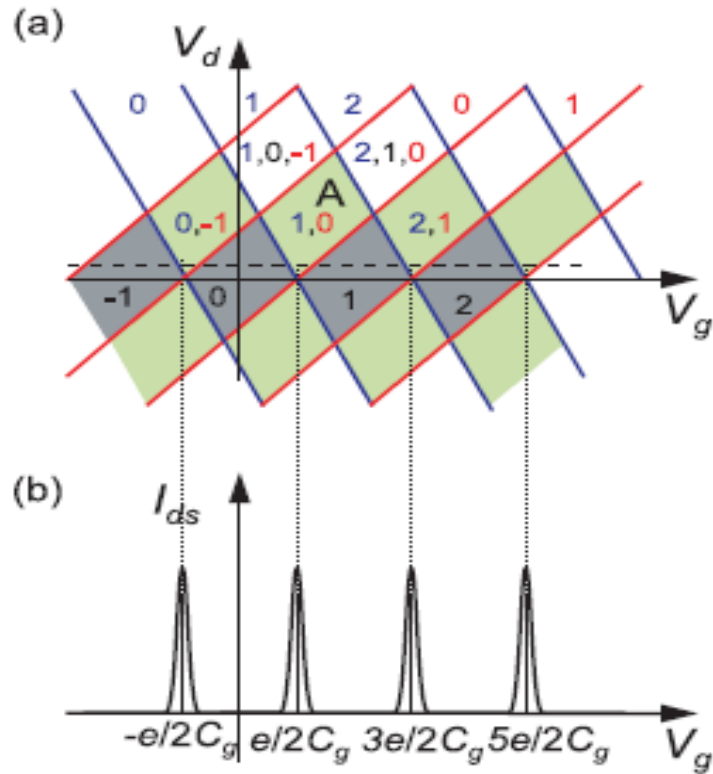 (a)
V_d
0 1 2 0 1
1,0,-1 2,1,0
A
0,-1 1,0 2,1
-1 0 1 2
V_g
(b)
I_ds
-e/2C_g e/2C_g 3e/2C_g 5e/2C_g
V_g